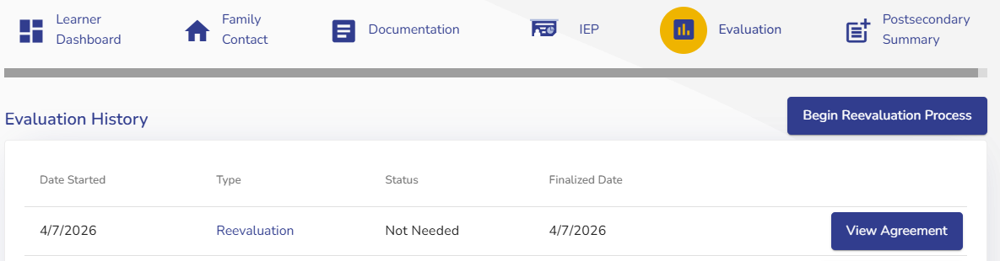 Learner
Dashboard
Family
Contact
Documentation
IEP
Evaluation
Postsecondary
Summary
Evaluation History
Begin Reevaluation Process
Date Started Type Status Finalized Date
4/7/2026 Reevaluation Not Needed 4/7/2026 View Agreement